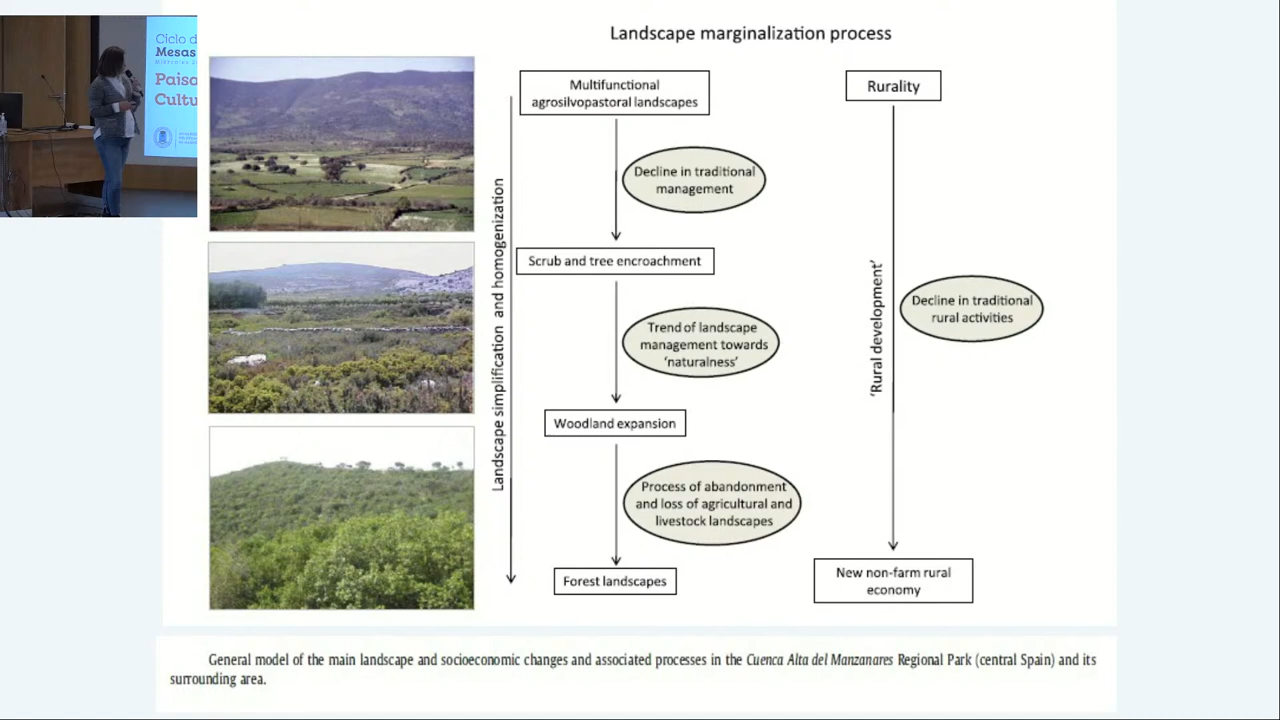 Ciclo d
Mesas
Paisa
Cultu
Landscape marginalization process
Multifunctional
agrosilvopastoral landscapes
Rurality
Decline in traditional
management
Landscape simplification and homogenization
Scrub and tree encroachment
'Rural development'
Decline in traditional
rural activities
Trend of landscape
management towards
'naturalness'
Woodland expansion
Process of abandonment
and loss of agricultural and
livestock landscapes
Forest landscapes
New non-farm rural
economy
General model of the main landscape and socioeconomic changes and associated processes in the Cuenca Alta del Manzanares Regional Park (central Spain) and its
surrounding area.